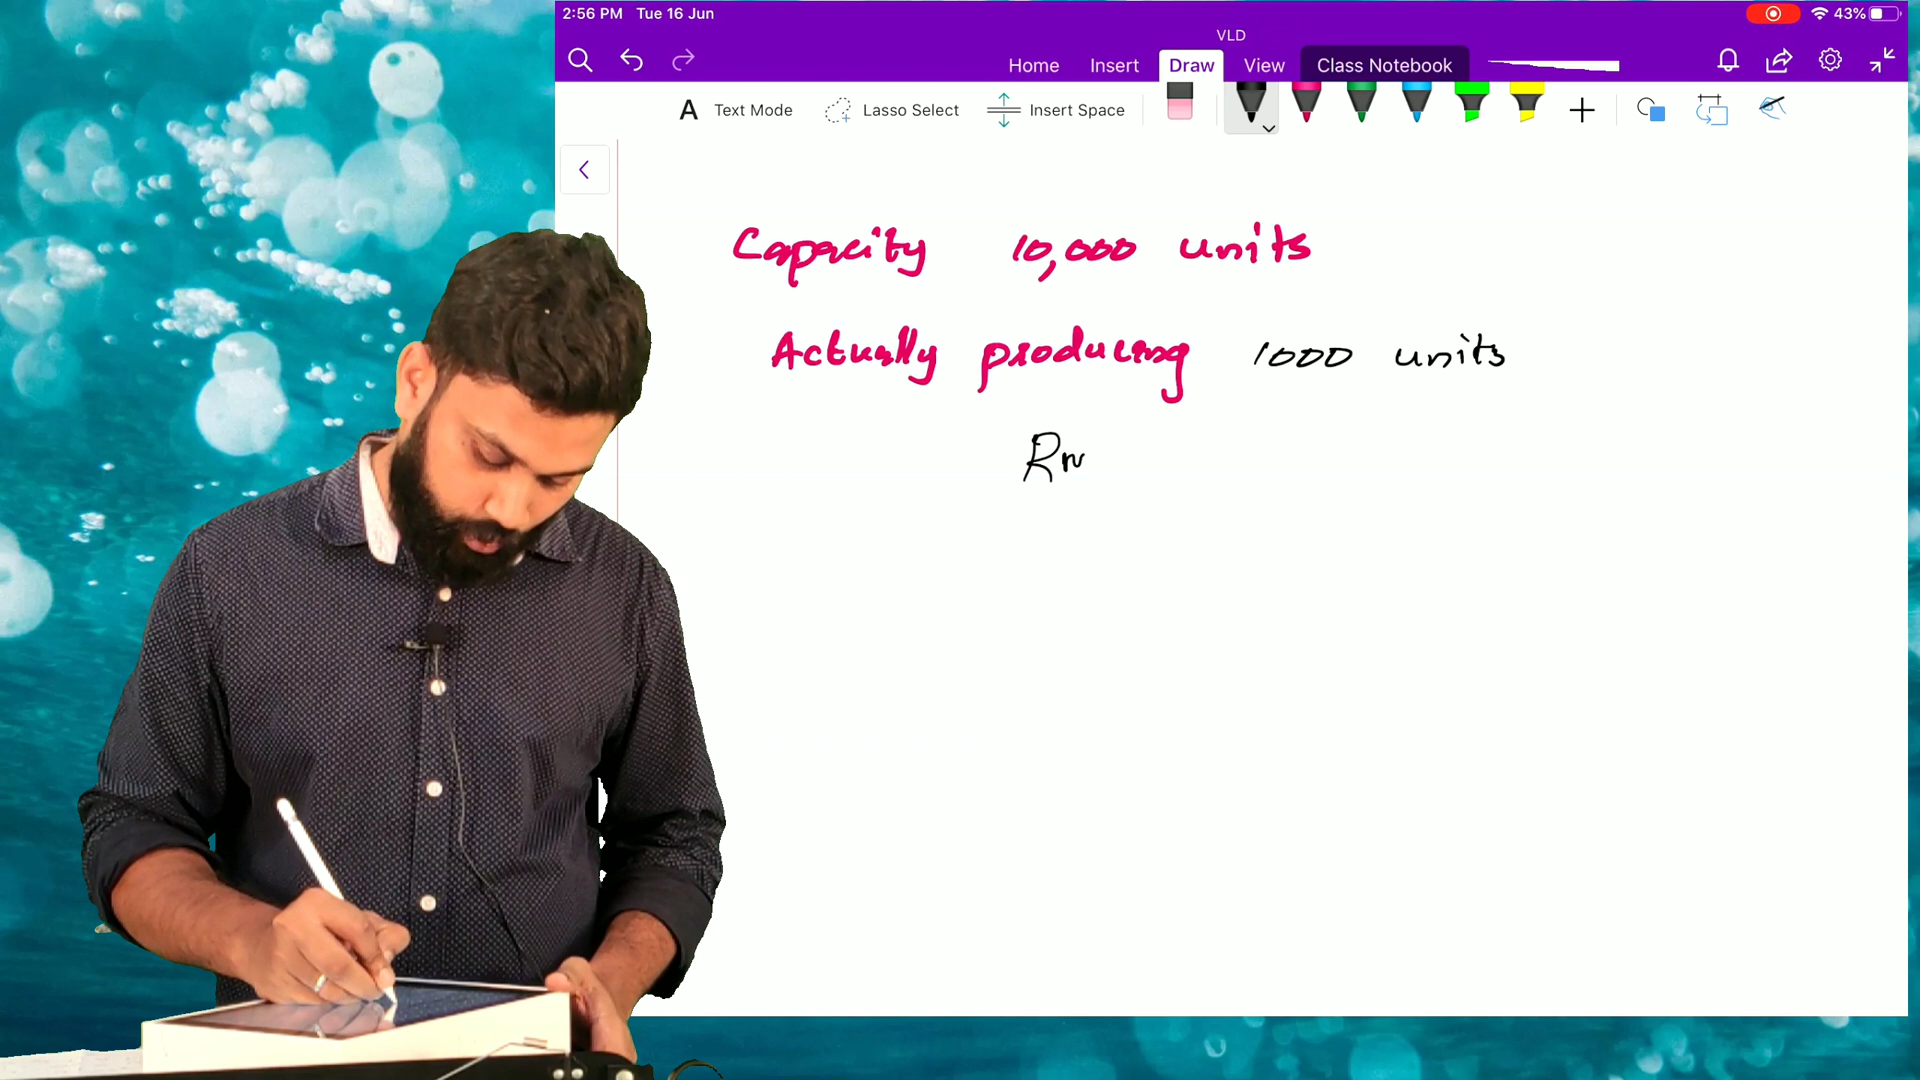 2:56 PM Tue 16 Jun 43%
VLD
Home Insert Draw View Class Notebook
A Text Mode Lasso Select Insert Space
Capacity 10,000 units
Actually producing 1000 units